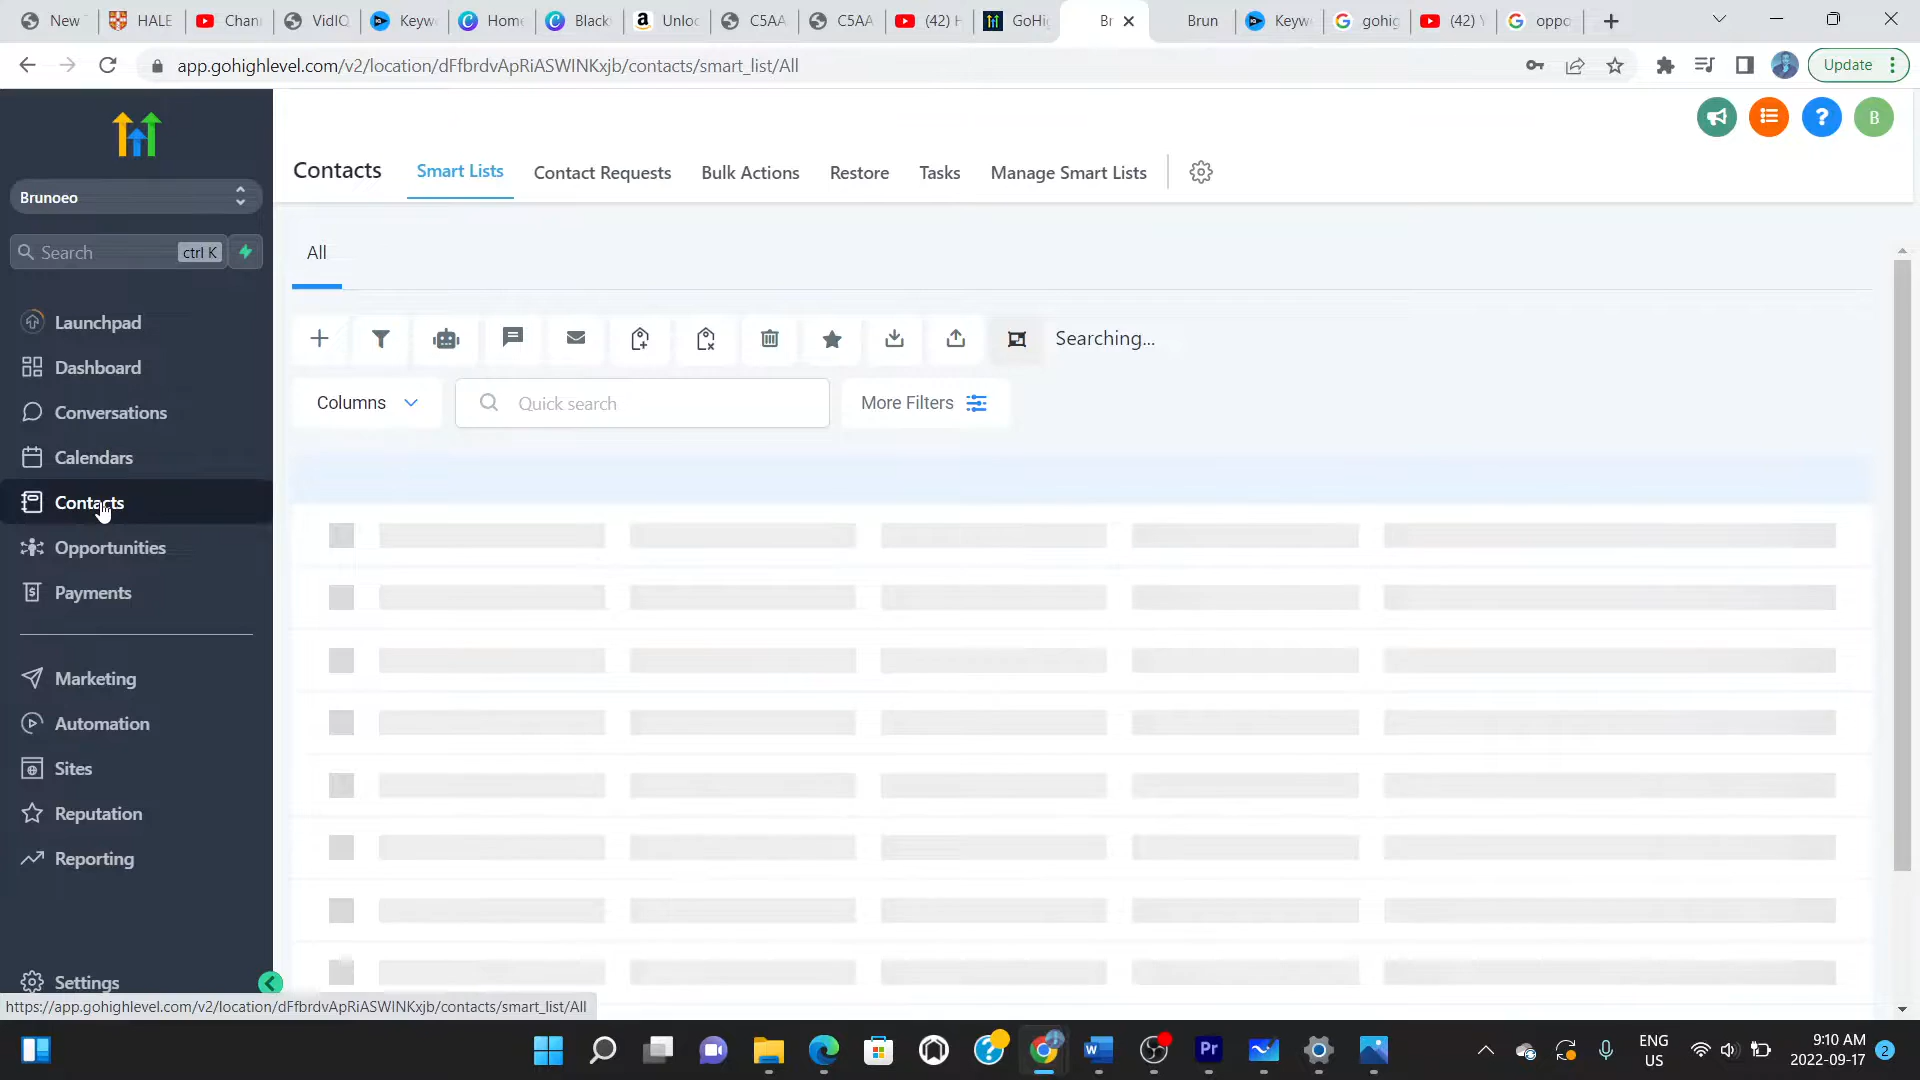 New
HALE
Chan
VidIQ
Keyw
Home
Black
Unloc
C5AA
C5AA
(42) H
GoHi
Br
Brun
Keyw
gohig
(42)
oppo
app.gohighlevel.com/v2/location/dFfbrdvApRiASWINKxjb/contacts/smart_list/All
Update
B
Contacts Smart Lists Contact Requests Bulk Actions Restore Tasks Manage Smart Lists
Brunoeo
Search ctrl K
All
Launchpad
Dashboard
Conversations
Calendars
Contacts
Opportunities
Payments
Marketing
Automation
Sites
Reputation
Reporting
Settings
Searching...
Columns
Quick search
More Filters
https://app.gohighlevel.com/v2/location/dFfbrdvApRiASWINKxjb/contacts/smart_list/All
ENG
US
9:10 AM
2022-09-17
2